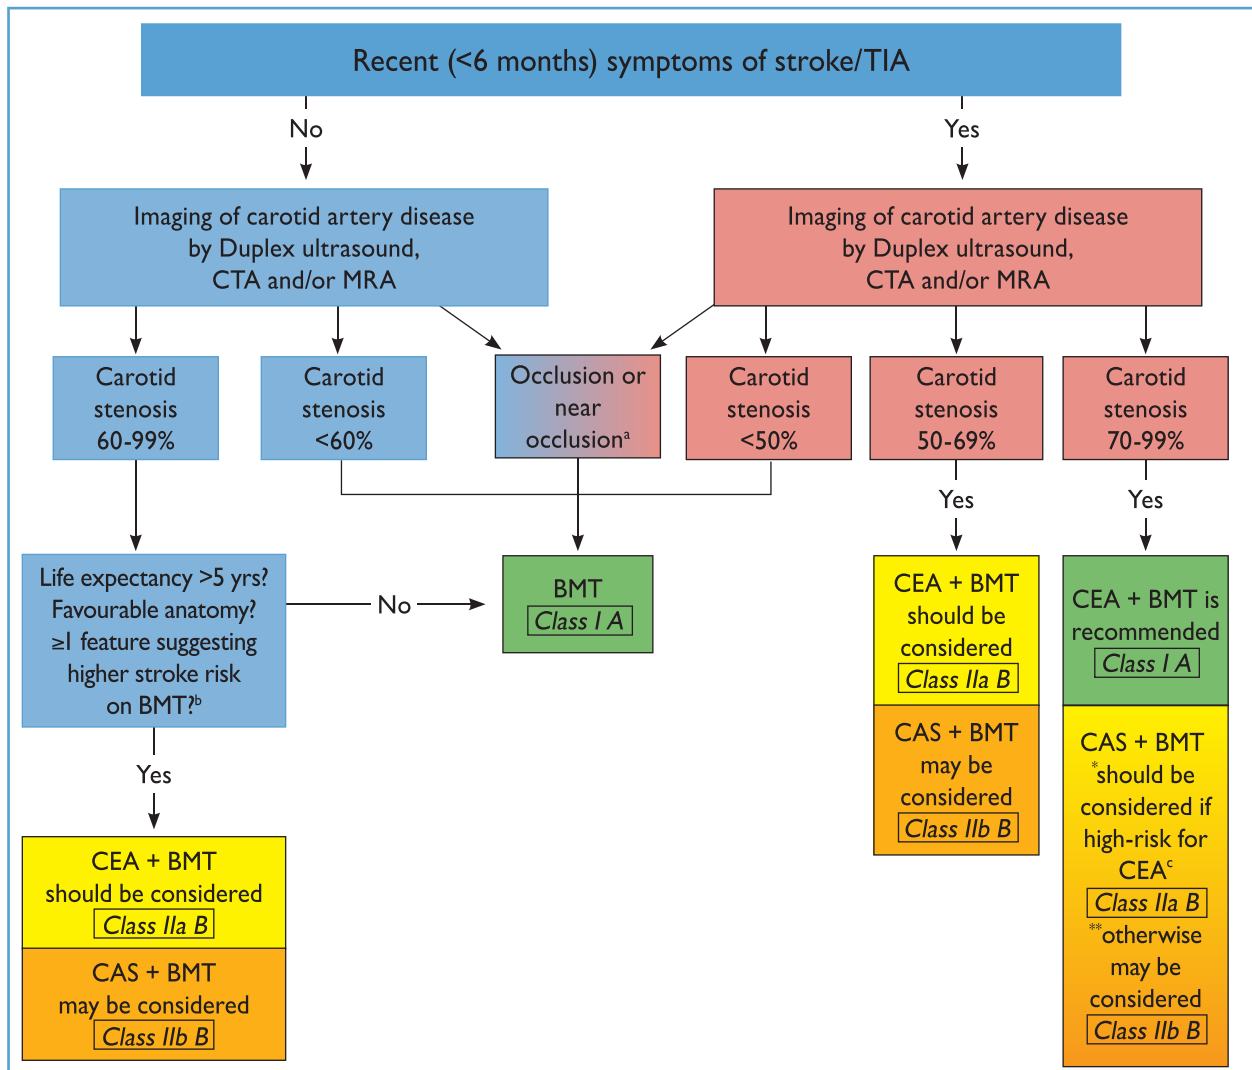 Recent (<6 months) symptoms of stroke/TIA
No
Yes
Imaging of carotid artery disease
by Duplex ultrasound,
CTA and/or MRA
Imaging of carotid artery disease
by Duplex ultrasound,
CTA and/or MRA
Carotid
stenosis
60-99%
Carotid
stenosis
<60%
Occlusion or
near
occlusionᵃ
Carotid
stenosis
<50%
Carotid
stenosis
50-69%
Carotid
stenosis
70-99%
Yes
Yes
Life expectancy >5 yrs?
Favourable anatomy?
≥1 feature suggesting
higher stroke risk
on BMT?ᵇ
No
BMT
Class I A
CEA + BMT
should be
considered
Class IIa B
CAS + BMT
may be
considered
Class IIb B
CEA + BMT is
recommended
Class I A
CAS + BMT
*should be
considered if
high-risk for
CEAᶜ
Class IIa B
**otherwise
may be
considered
Class IIb B
Yes
CEA + BMT
should be considered
Class IIa B
CAS + BMT
may be considered
Class IIb B